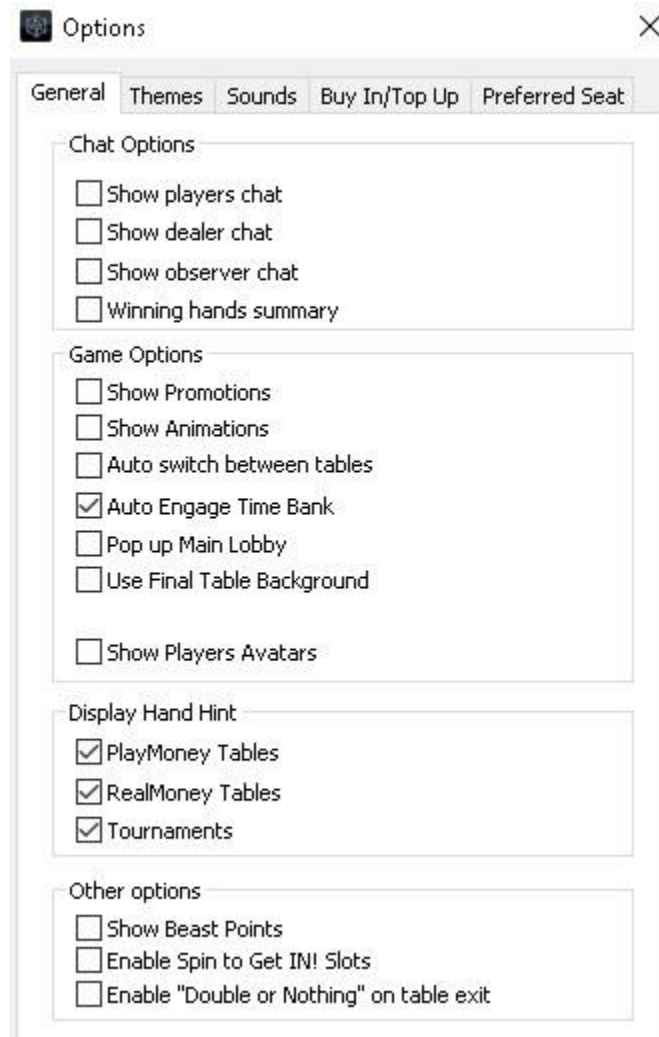 Options
General Themes Sounds Buy In/Top Up Preferred Seat
Chat Options
Show players chat
Show dealer chat
Show observer chat
Winning hands summary
Game Options
Show Promotions
Show Animations
Auto switch between tables
Auto Engage Time Bank
Pop up Main Lobby
Use Final Table Background
Show Players Avatars
Display Hand Hint
PlayMoney Tables
RealMoney Tables
Tournaments
Other options
Show Beast Points
Enable Spin to Get IN! Slots
Enable "Double or Nothing" on table exit